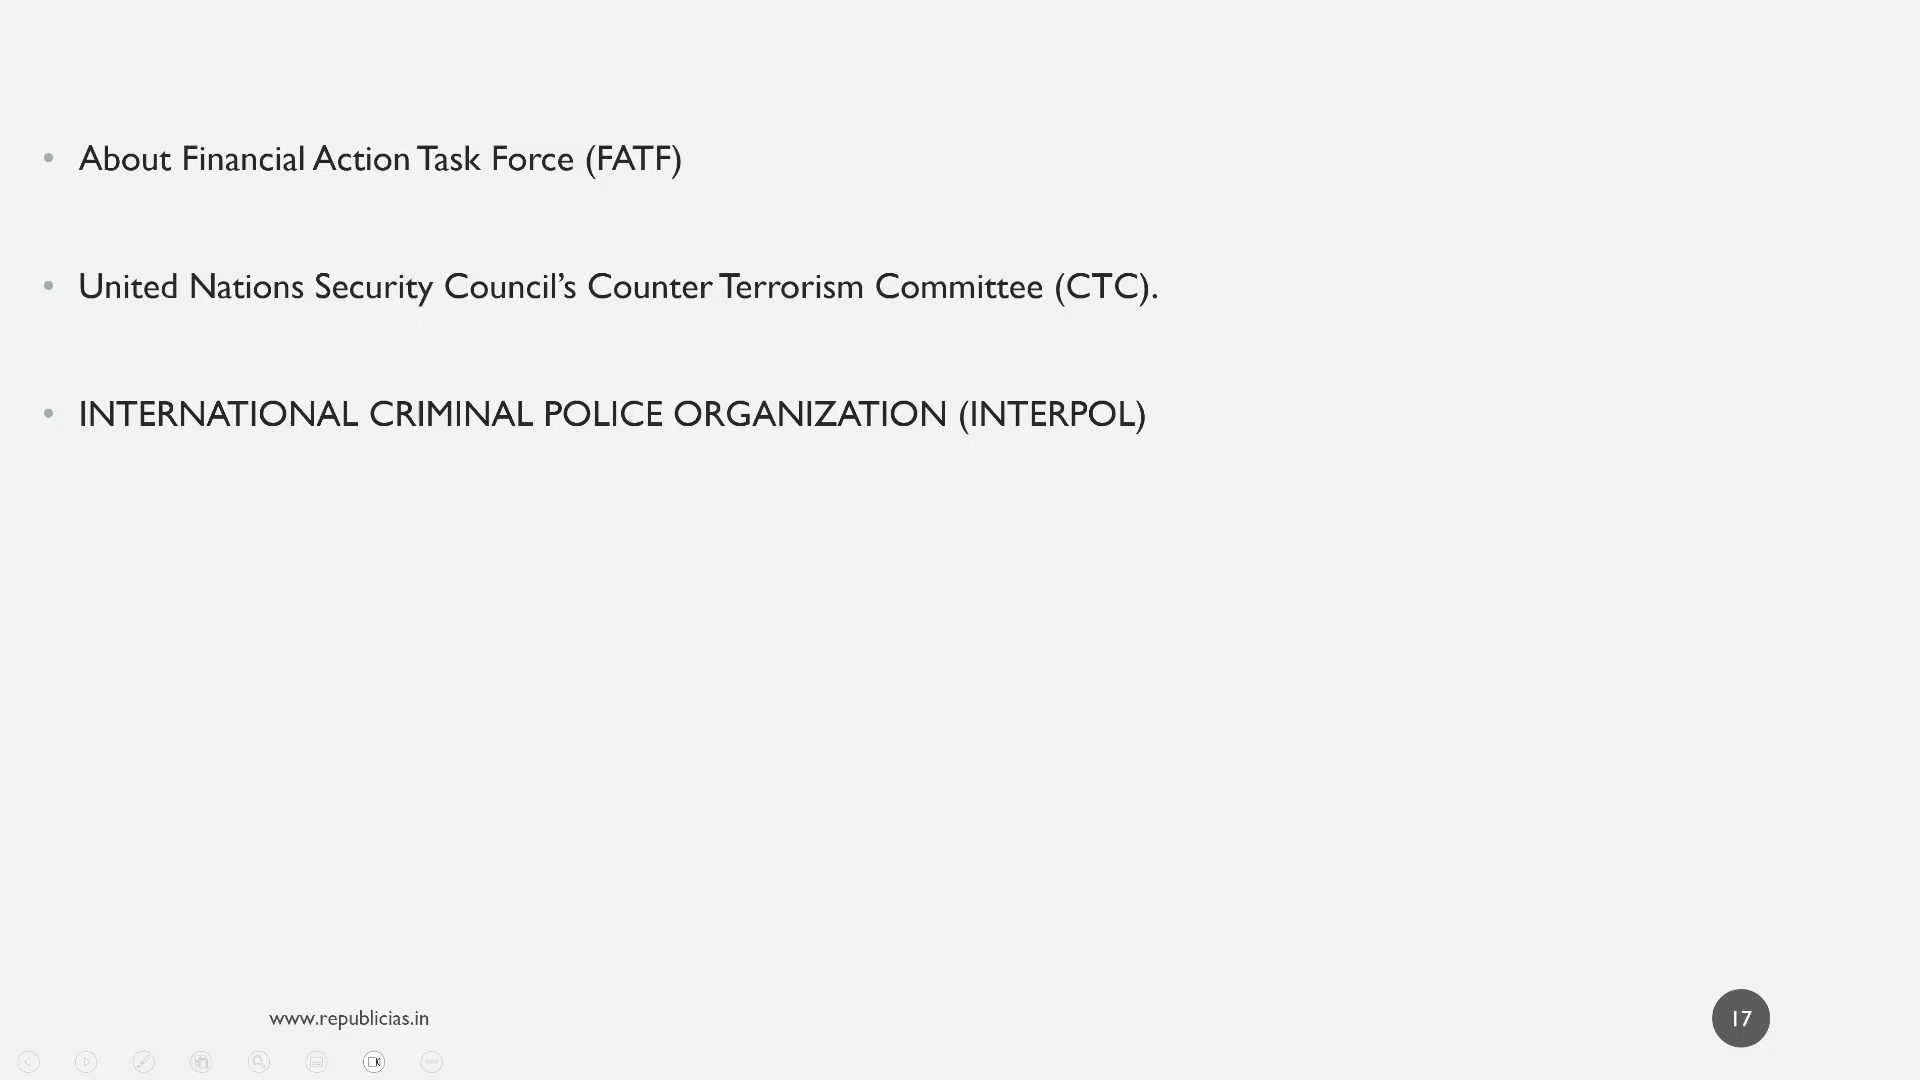 • About Financial Action Task Force (FATF)
• United Nations Security Council’s Counter Terrorism Committee (CTC).
• INTERNATIONAL CRIMINAL POLICE ORGANIZATION (INTERPOL)
www.republicias.in
17